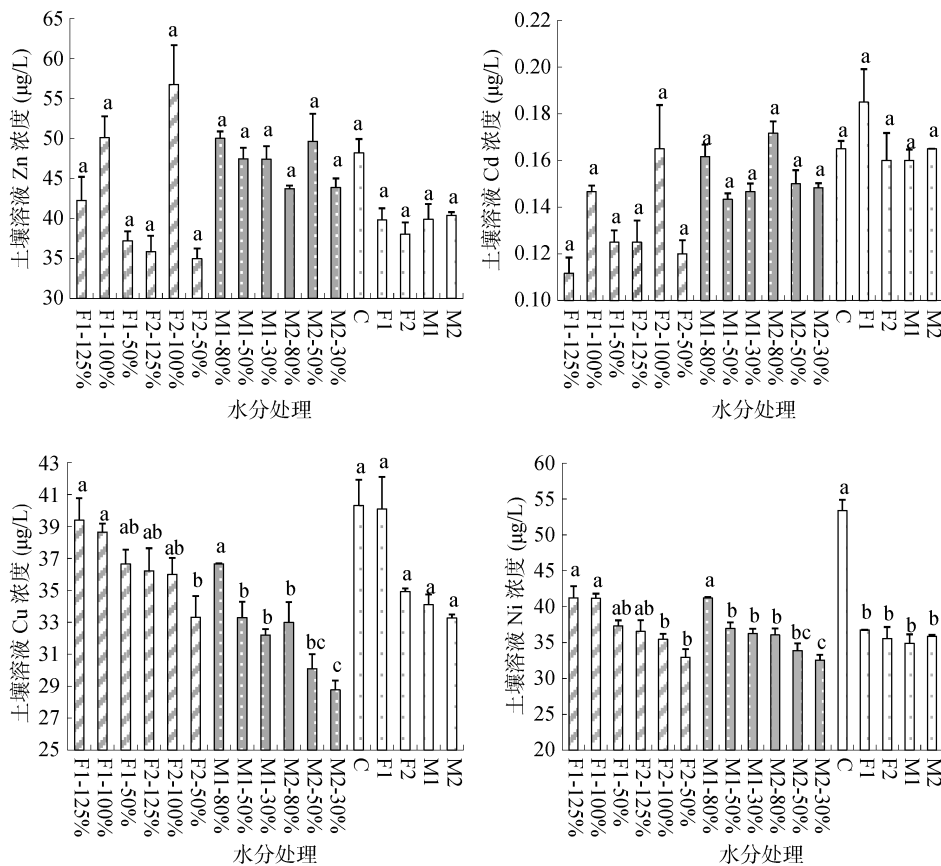 土壤溶液 Zn 浓度 (μg/L)
65
60
55
50
45
40
35
30
a a a a a a a a a a a a a a a a a
F1-125%
F1-100%
F1-50%
F2-125%
F2-100%
F2-50%
M1-80%
M1-50%
M1-30%
M2-80%
M2-50%
M2-30%
C
F1
F2
M1
M2
水分处理
土壤溶液 Cd 浓度 (μg/L)
0.22
0.20
0.18
0.16
0.14
0.12
0.10
a a a a a a a a a a a a a a a a a
F1-125%
F1-100%
F1-50%
F2-125%
F2-100%
F2-50%
M1-80%
M1-50%
M1-30%
M2-80%
M2-50%
M2-30%
C
F1
F2
M1
M2
水分处理
土壤溶液 Cu 浓度 (μg/L)
43
41
39
37
35
33
31
29
27
25
a a ab ab ab b a b b b bc c a a a a a
F1-125%
F1-100%
F1-50%
F2-125%
F2-100%
F2-50%
M1-80%
M1-50%
M1-30%
M2-80%
M2-50%
M2-30%
C
F1
F2
M1
M2
水分处理
土壤溶液 Ni 浓度 (μg/L)
60
55
50
45
40
35
30
25
20
a a ab ab b b a b b b bc c a b b b b
F1-125%
F1-100%
F1-50%
F2-125%
F2-100%
F2-50%
M1-80%
M1-50%
M1-30%
M2-80%
M2-50%
M2-30%
C
F1
F2
M1
M2
水分处理